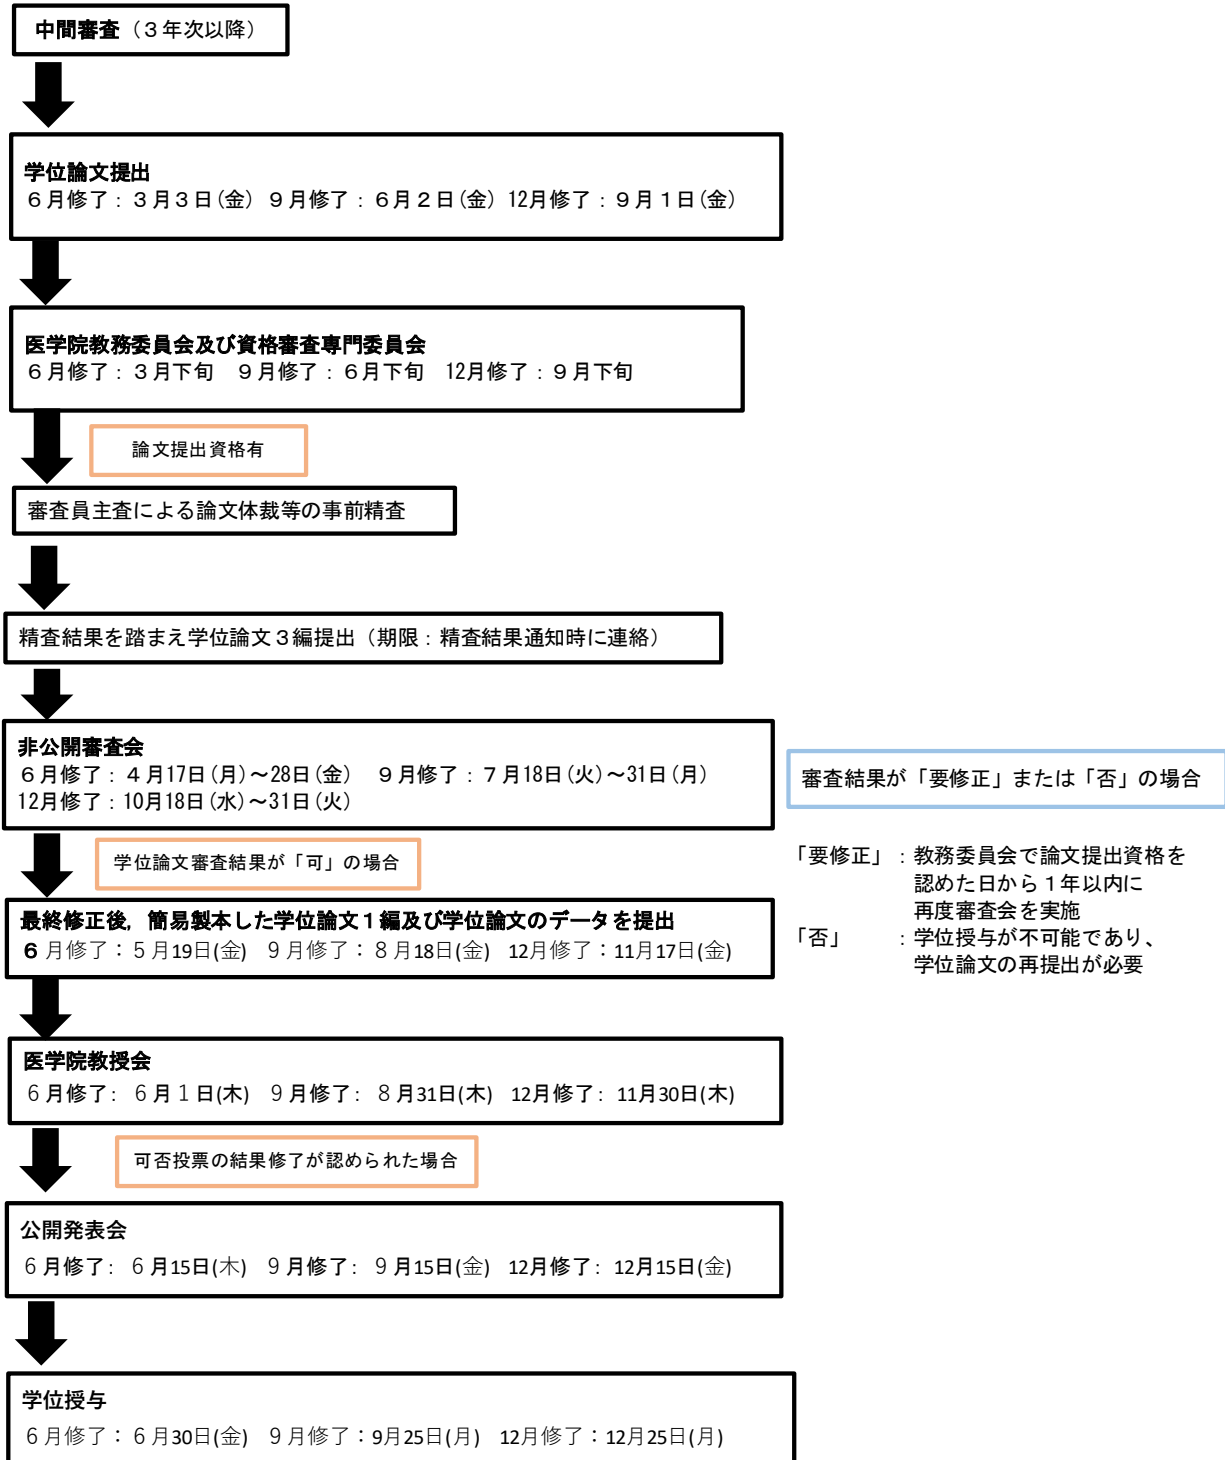 中間審査（３年次以降）
学位論文提出
６月修了：３月３日(金) ９月修了：６月２日(金) 12月修了：９月１日(金)
医学院教務委員会及び資格審査専門委員会
６月修了：３月下旬　９月修了：６月下旬　12月修了：９月下旬
論文提出資格有
審査員主査による論文体裁等の事前精査
精査結果を踏まえ学位論文３編提出（期限：精査結果通知時に連絡）
非公開審査会
６月修了：４月17日(月)～28日(金)　９月修了：７月18日(火)～31日(月)
12月修了：10月18日(水)～31日(火)
審査結果が「要修正」または「否」の場合
「要修正」：教務委員会で論文提出資格を
認めた日から１年以内に
再度審査会を実施
「否」　　：学位授与が不可能であり、
学位論文の再提出が必要
学位論文審査結果が「可」の場合
最終修正後，簡易製本した学位論文１編及び学位論文のデータを提出
６月修了：５月19日(金)　９月修了：８月18日(金)　12月修了：11月17日(金)
医学院教授会
６月修了：６月１日(木)　９月修了：８月31日(木)　12月修了：11月30日(木)
可否投票の結果修了が認められた場合
公開発表会
６月修了：６月15日(木)　９月修了：９月15日(金)　12月修了：12月15日(金)
学位授与
６月修了：６月30日(金)　９月修了：9月25日(月)　12月修了：12月25日(月)